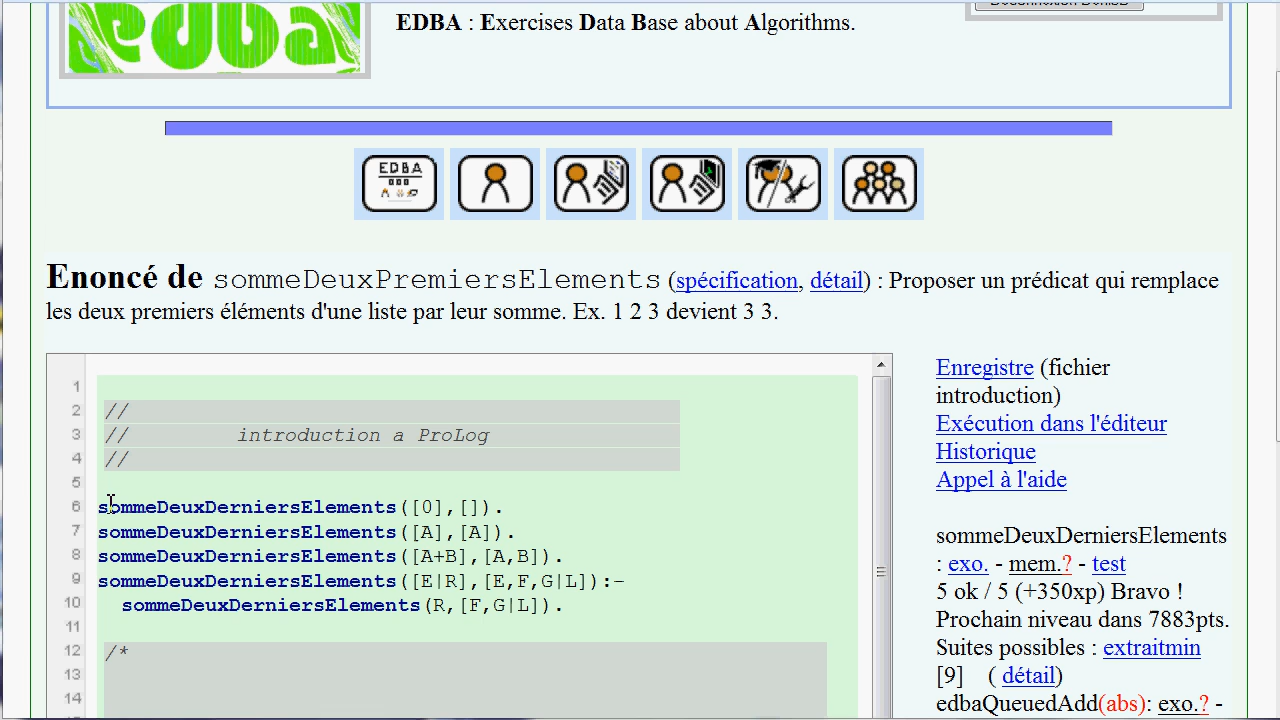 edba
EDBA : Exercises Data Base about Algorithms.
EDBA
Enoncé de sommeDeuxPremiersElements (spécification, détail) : Proposer un prédicat qui remplace
les deux premiers éléments d'une liste par leur somme. Ex. 1 2 3 devient 3 3.
1
2 //
3 // introduction a ProLog
4 //
5
6 sommeDeuxDerniersElements([0],[]).
7 sommeDeuxDerniersElements([A],[A]).
8 sommeDeuxDerniersElements([A+B],[A,B]).
9 sommeDeuxDerniersElements([E|R],[E,F,G|L]):-
10 sommeDeuxDerniersElements(R,[F,G|L]).
11
12 /*
13
14
Enregistre (fichier
introduction)
Exécution dans l'éditeur
Historique
Appel à l'aide
sommeDeuxDerniersElements
: exo. - mem.? - test
5 ok / 5 (+350xp) Bravo !
Prochain niveau dans 7883pts.
Suites possibles : extraitmin
[9] ( détail)
edbaQueuedAdd(abs): exo.? -